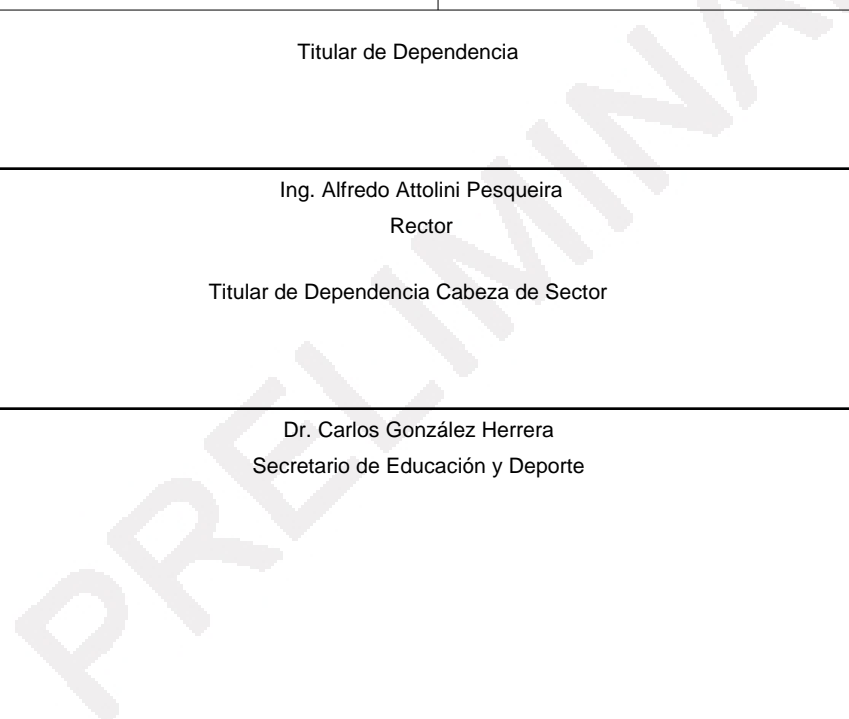 Titular de Dependencia
Ing. Alfredo Attolini Pesqueira
Rector
Titular de Dependencia Cabeza de Sector
Dr. Carlos González Herrera
Secretario de Educación y Deporte
PRELIMINA